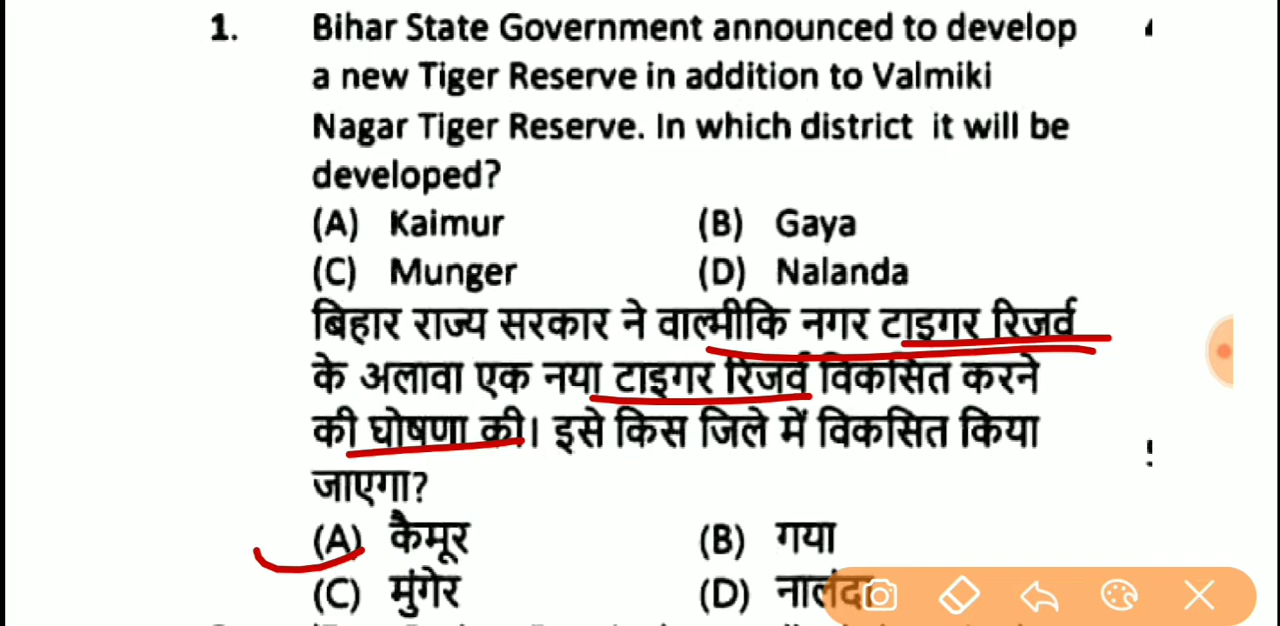 1. Bihar State Government announced to develop
a new Tiger Reserve in addition to Valmiki
Nagar Tiger Reserve. In which district it will be
developed?
(A) Kaimur (B) Gaya
(C) Munger (D) Nalanda
बिहार राज्य सरकार ने वाल्मीकि नगर टाइगर रिजर्व
के अलावा एक नया टाइगर रिजर्व विकसित करने
की घोषणा की। इसे किस जिले में विकसित किया
जाएगा?
(A) कैमूर (B) गया
(C) मुंगेर (D) नालंदा